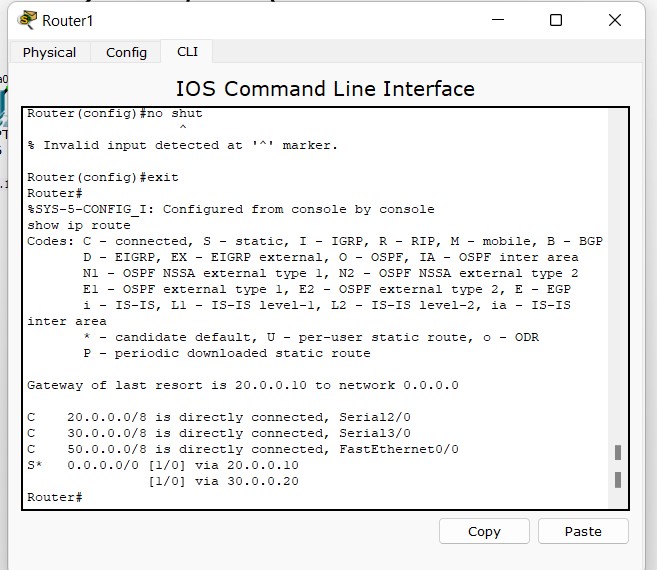 Router1
Physical Config CLI
IOS Command Line Interface
Router(config)#no shut
^
% Invalid input detected at '^' marker.
Router(config)#exit
Router#
%SYS-5-CONFIG_I: Configured from console by console
show ip route
Codes: C - connected, S - static, I - IGRP, R - RIP, M - mobile, B - BGP
D - EIGRP, EX - EIGRP external, O - OSPF, IA - OSPF inter area
N1 - OSPF NSSA external type 1, N2 - OSPF NSSA external type 2
E1 - OSPF external type 1, E2 - OSPF external type 2, E - EGP
i - IS-IS, L1 - IS-IS level-1, L2 - IS-IS level-2, ia - IS-IS
inter area
* - candidate default, U - per-user static route, o - ODR
P - periodic downloaded static route
Gateway of last resort is 20.0.0.10 to network 0.0.0.0
C 20.0.0.0/8 is directly connected, Serial2/0
C 30.0.0.0/8 is directly connected, Serial3/0
C 50.0.0.0/8 is directly connected, FastEthernet0/0
S* 0.0.0.0/0 [1/0] via 20.0.0.10
[1/0] via 30.0.0.20
Router#
Copy Paste